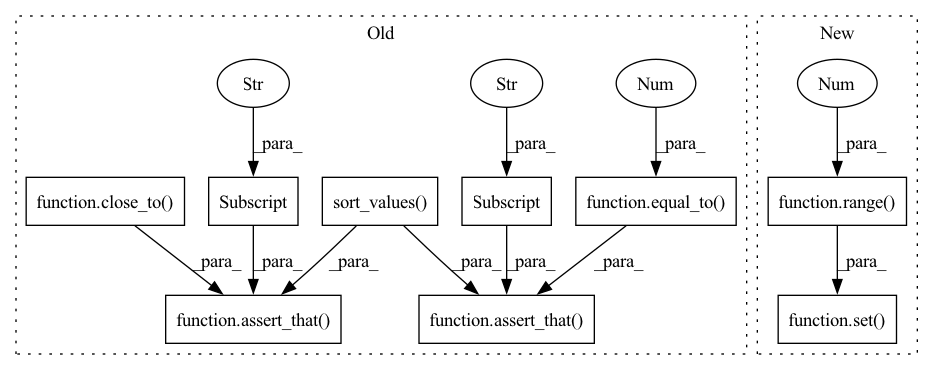 Old
New
Str
Str
Num
Num
_para_
_para_
_para_
_para_
function.close_to()
Subscript
sort_values()
Subscript
function.equal_to()
function.range()
_para_
_para_
_para_
_para_
_para_
_para_
_para_
function.assert_that()
function.assert_that()
function.set()